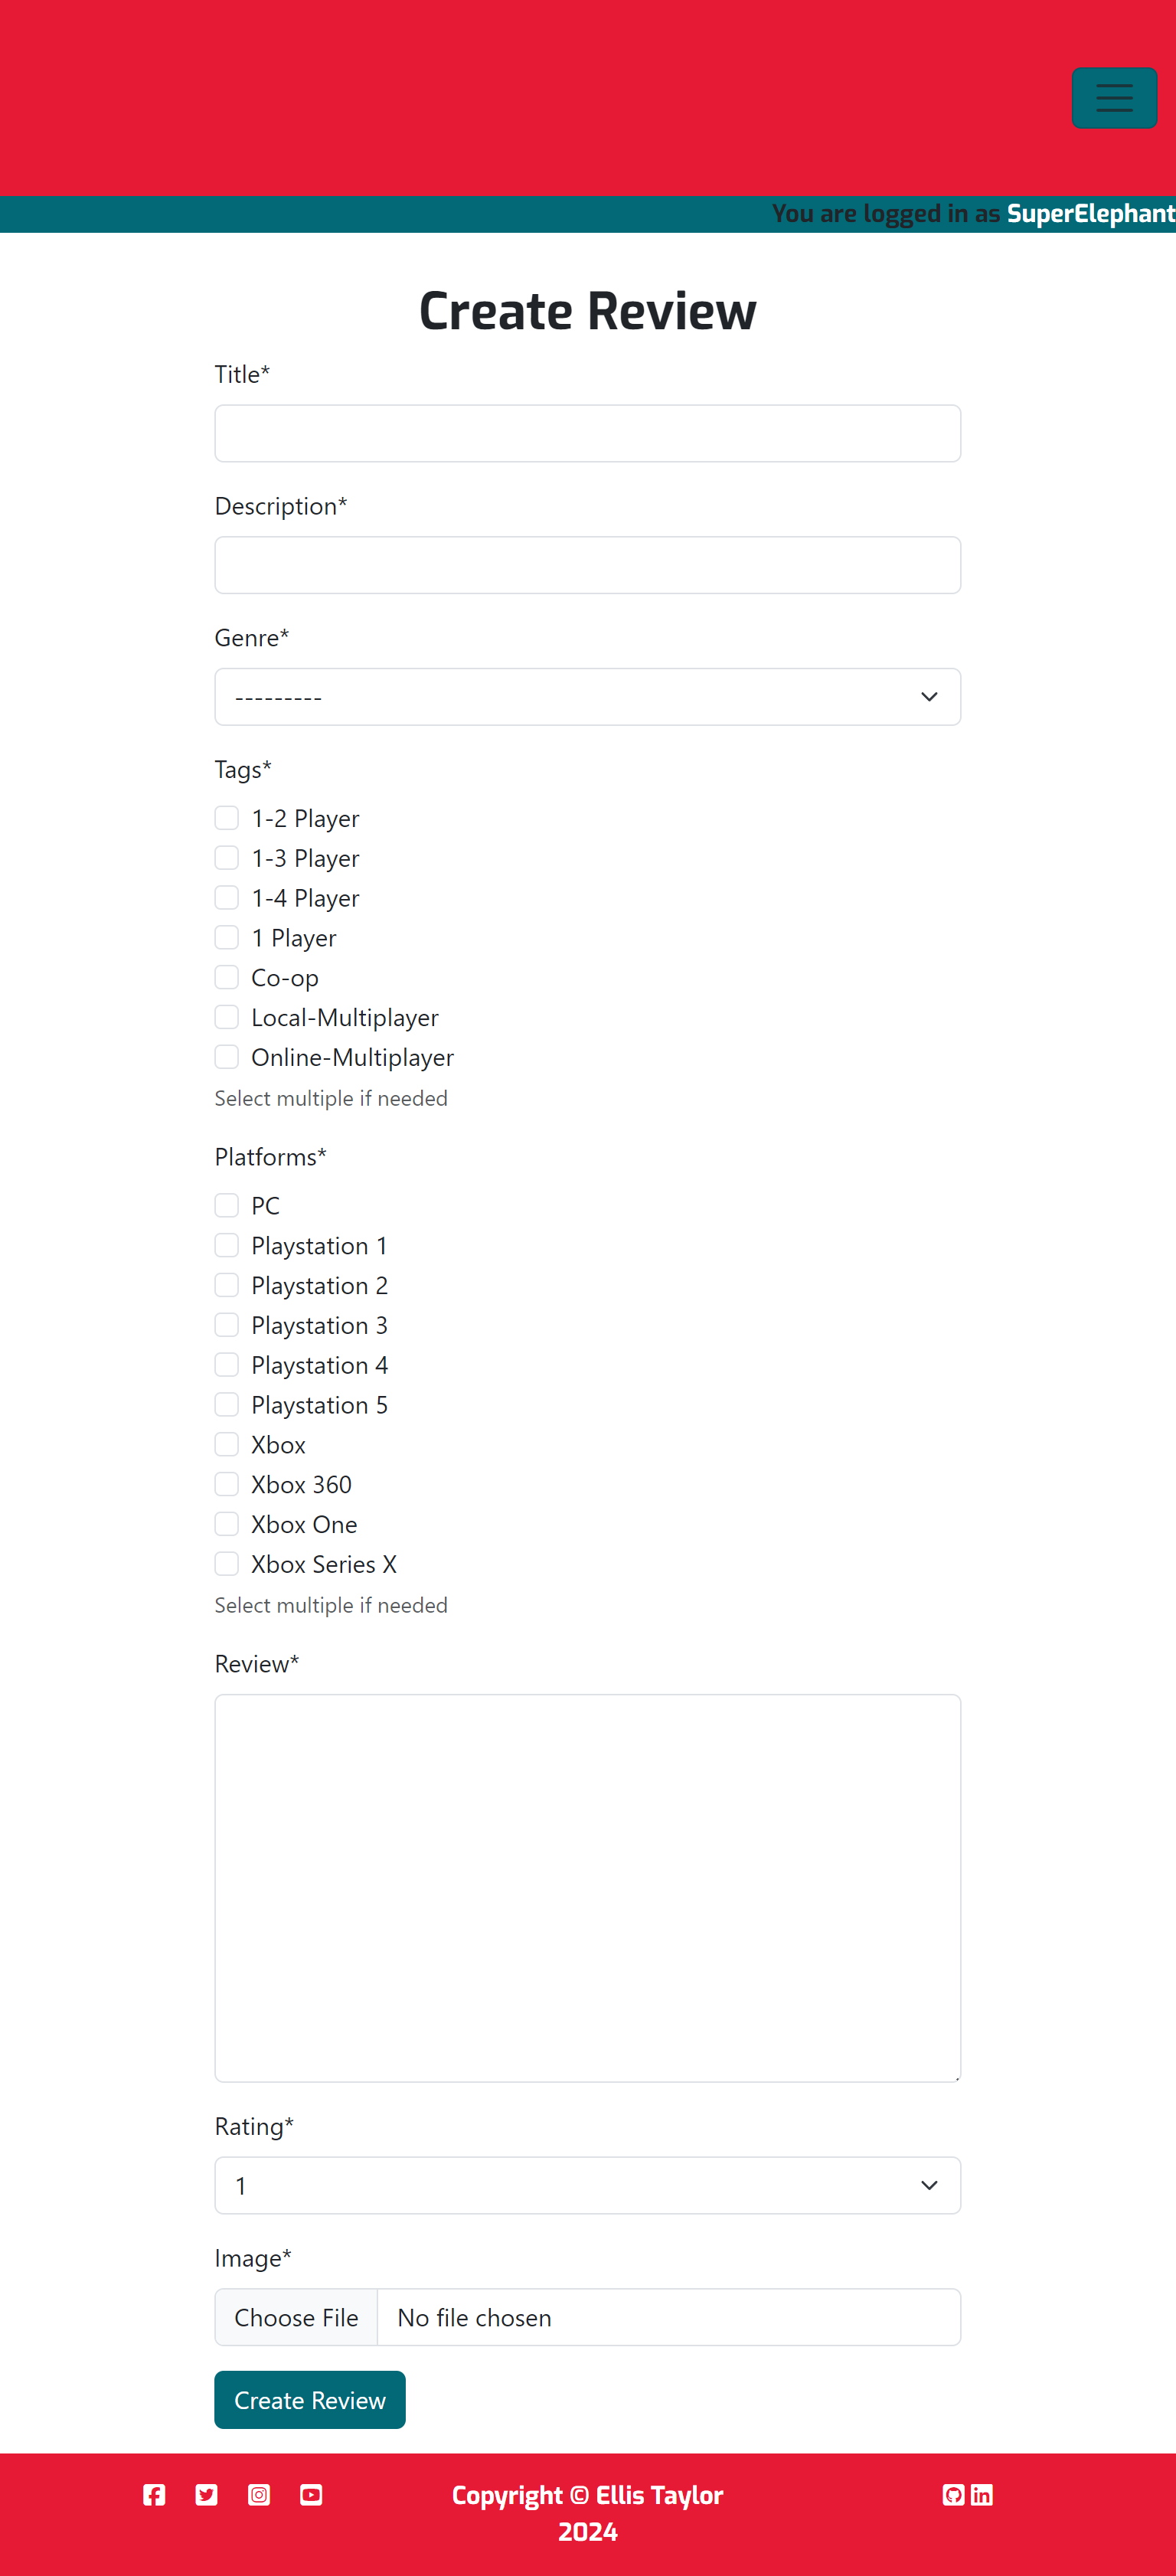 You are logged in as SuperElephant
Create Review
Title*
Description*
Genre*
---------
Tags*
1-2 Player
1-3 Player
1-4 Player
1 Player
Co-op
Local-Multiplayer
Online-Multiplayer
Select multiple if needed
Platforms*
PC
Playstation 1
Playstation 2
Playstation 3
Playstation 4
Playstation 5
Xbox
Xbox 360
Xbox One
Xbox Series X
Select multiple if needed
Review*
Rating*
1
Image*
Choose File No file chosen
Create Review
Copyright © Ellis Taylor
2024